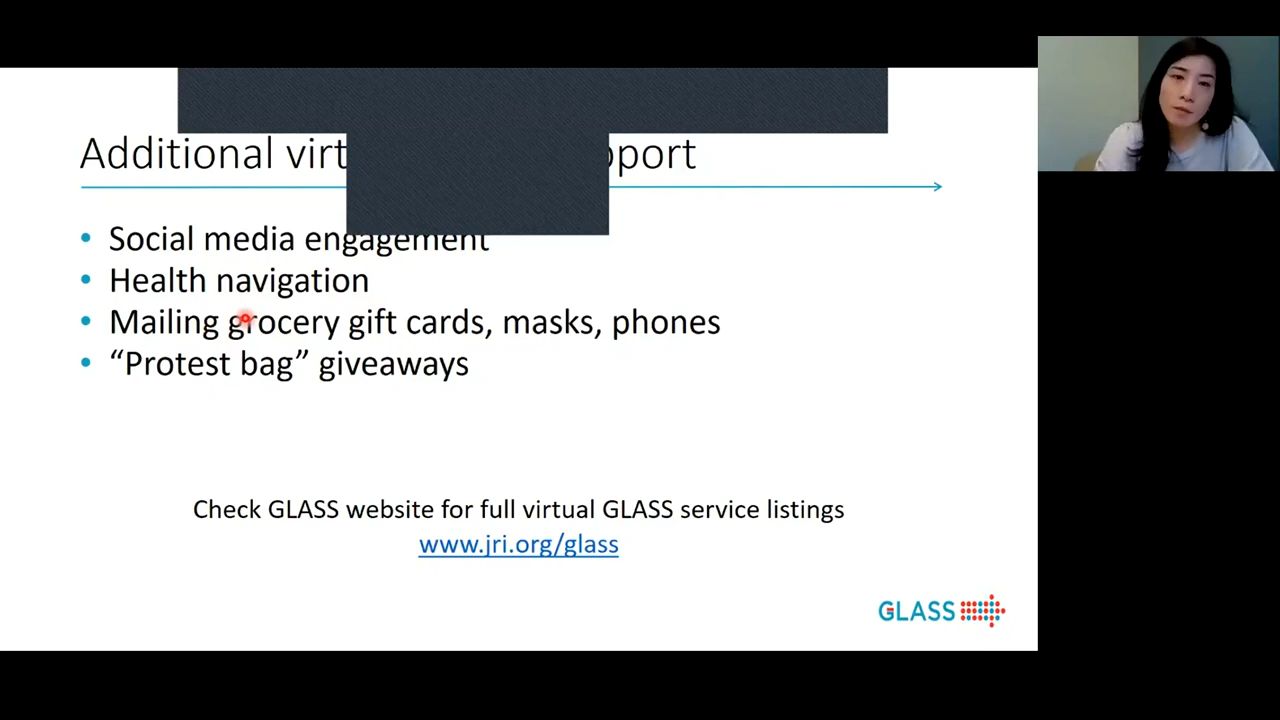 Additional virt pport
Social media engagement
Health navigation
Mailing grocery gift cards, masks, phones
“Protest bag” giveaways
Check GLASS website for full virtual GLASS service listings
www.jri.org/glass
GLASS